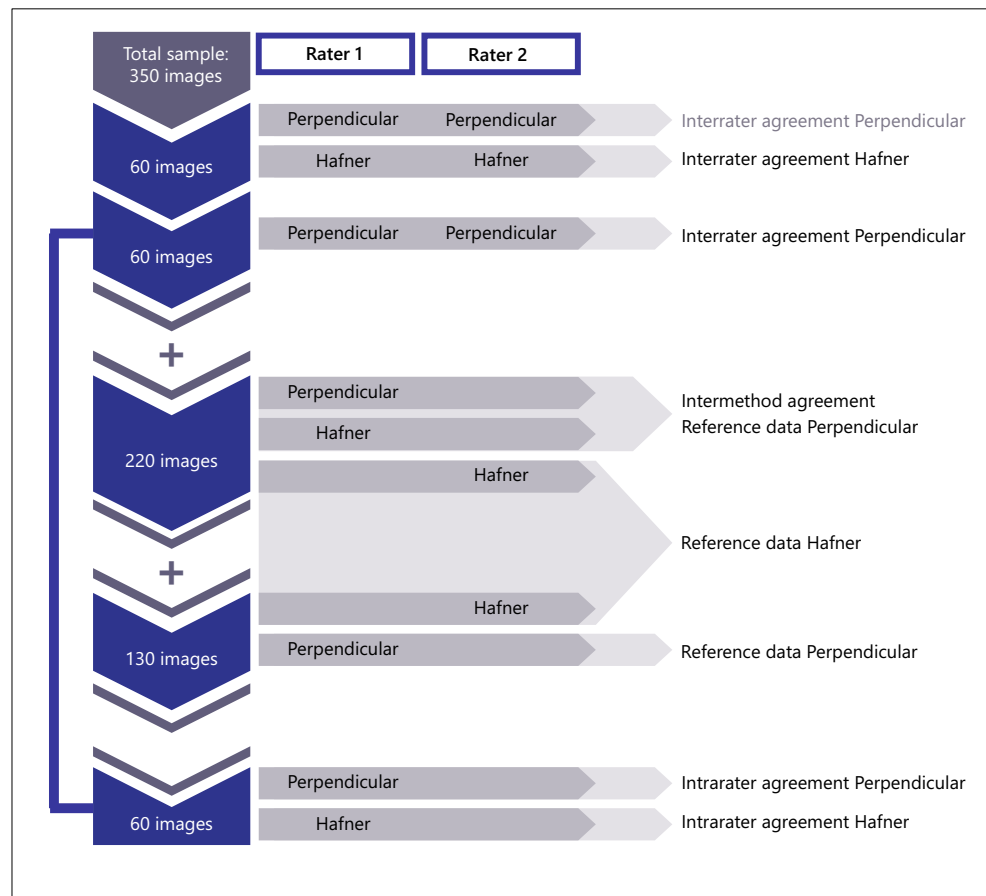 Total sample:
350 images
Rater 1
Rater 2
Perpendicular
Perpendicular
Interrater agreement Perpendicular
60 images
Hafner
Hafner
Interrater agreement Hafner
60 images
Perpendicular
Perpendicular
Interrater agreement Perpendicular
+
Perpendicular
Hafner
Intermethod agreement
Reference data Perpendicular
220 images
Hafner
Reference data Hafner
+
Hafner
130 images
Perpendicular
Reference data Perpendicular
Perpendicular
Intrarater agreement Perpendicular
60 images
Hafner
Intrarater agreement Hafner